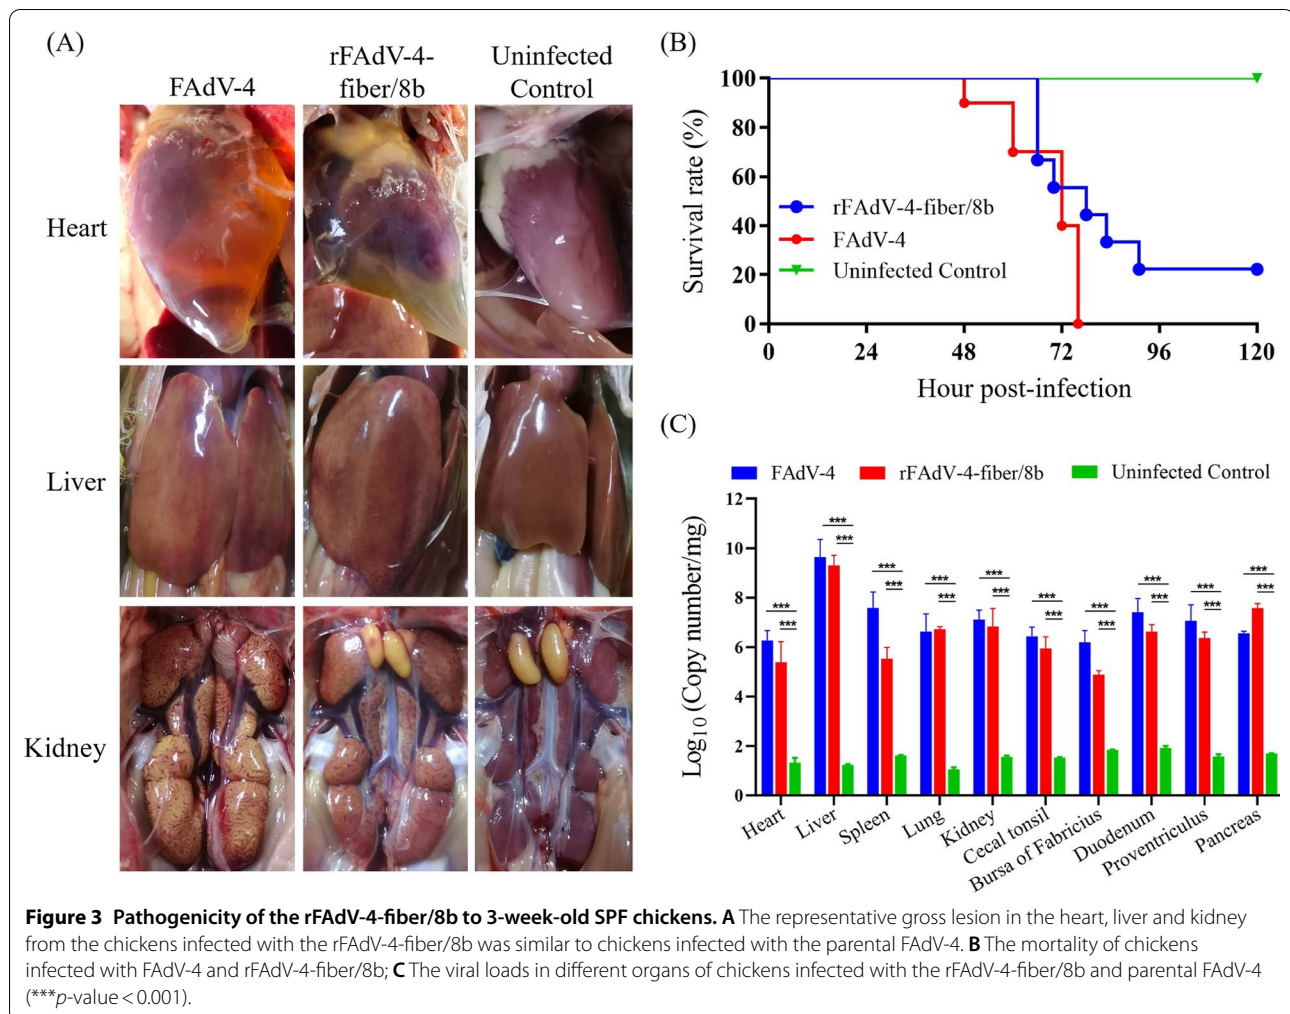 (A)
FAdV-4
rFAdV-4-
fiber/8b
Uninfected
Control
Heart
Liver
Kidney
(B)
Survival rate (%)
100
80
60
40
20
0
rFAdV-4-fiber/8b
FAdV-4
Uninfected Control
0 24 48 72 96 120
Hour post-infection
(C)
FAdV-4 rFAdV-4-fiber/8b Uninfected Control
Log10 (Copy number/mg)
12
10
8
6
4
2
0
*** *** *** *** *** *** *** *** *** ***
*** *** *** *** *** *** *** *** *** ***
Heart Liver Spleen Lung Kidney Cecal tonsil Bursa of Fabricius Duodenum Proventriculus Pancreas
Figure 3 Pathogenicity of the rFAdV-4-fiber/8b to 3-week-old SPF chickens. A The representative gross lesion in the heart, liver and kidney
from the chickens infected with the rFAdV-4-fiber/8b was similar to chickens infected with the parental FAdV-4. B The mortality of chickens
infected with FAdV-4 and rFAdV-4-fiber/8b; C The viral loads in different organs of chickens infected with the rFAdV-4-fiber/8b and parental FAdV-4
(***p-value < 0.001).